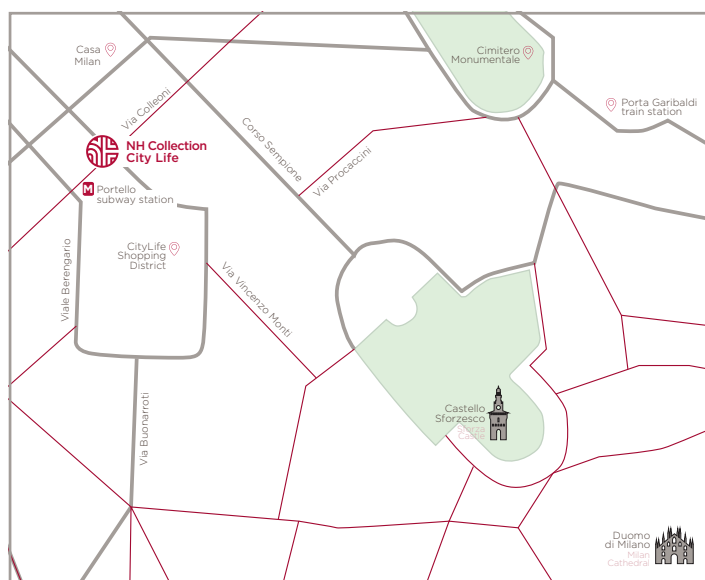 Casa
Milan
Cimitero
Monumentale
Porta Garibaldi
train station
Via Colleoni
Corso Sempione
Via Procaccini
NH Collection
City Life
M Portello
subway station
CityLife
Shopping
District
Viale Berengario
Via Vincenzo Monti
Via Buonarroti
Castello
Sforzesco
Sforza
Castle
Duomo
di Milano
Milan
Cathedral